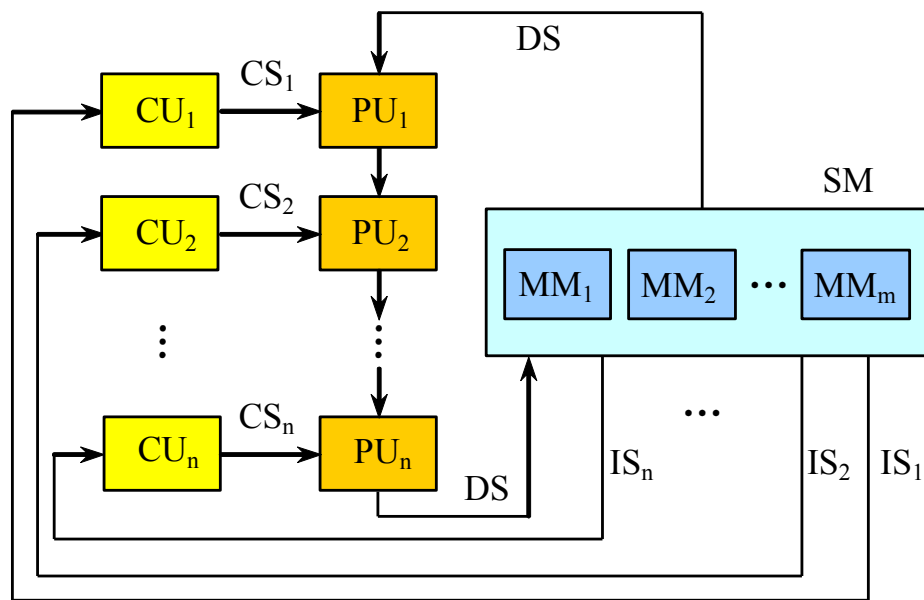 DS
CS₁
CU₁ PU₁
SM
CS₂
CU₂ PU₂
MM₁ MM₂ ... MMₘ
⋮ ⋮
...
CSₙ
CUₙ PUₙ
DS ISₙ IS₂ IS₁